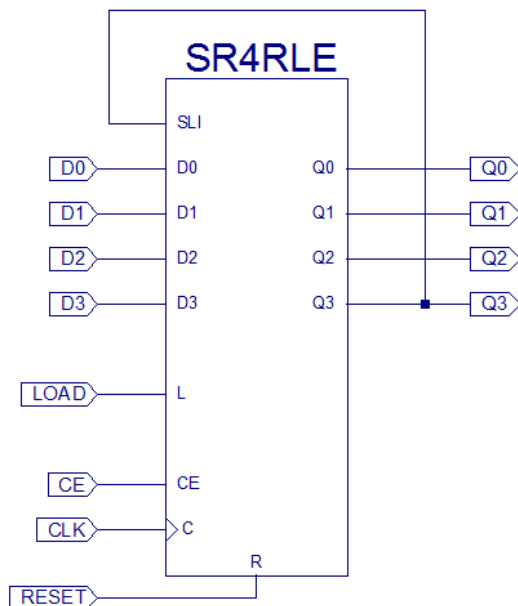 SR4RLE
SLI
D0 D0 Q0 Q0
D1 D1 Q1 Q1
D2 D2 Q2 Q2
D3 D3 Q3 Q3
LOAD L
CE CE
CLK C
R
RESET